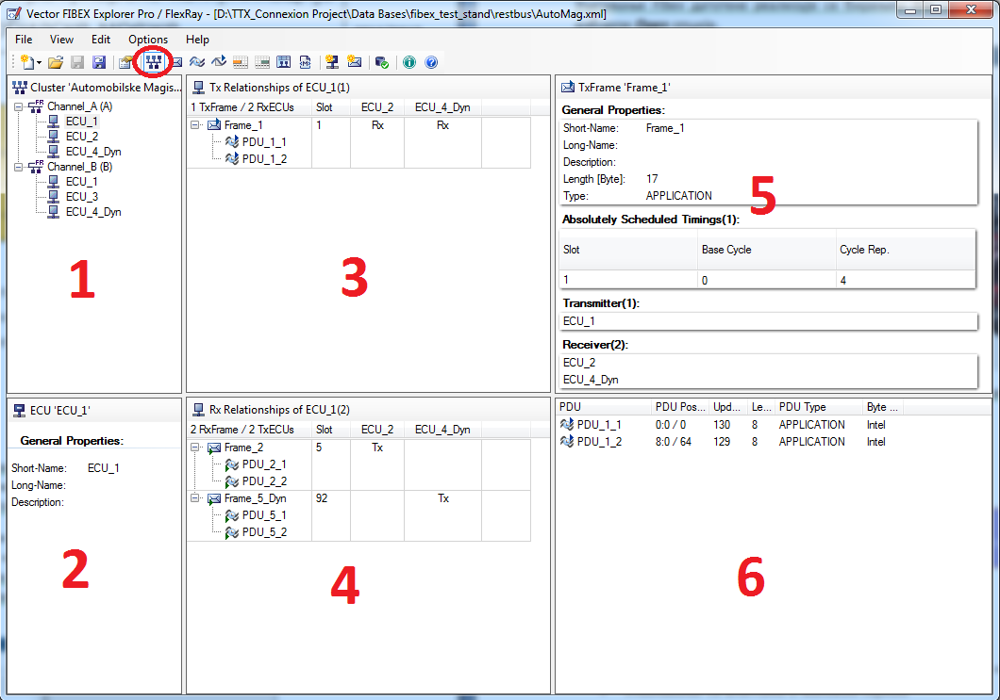 Vector FIBEX Explorer Pro / FlexRay - [D:\TTX_Connexion Project\Data Bases\fibex_test_stand\restbus\AutoMag.xml]
File View Edit Options Help
Cluster 'Automobilske Magis...
Channel_A (A)
ECU_1
ECU_2
ECU_4_Dyn
Channel_B (B)
ECU_1
ECU_3
ECU_4_Dyn
1
ECU 'ECU_1'
General Properties:
Short-Name: ECU_1
Long-Name:
Description:
2
Tx Relationships of ECU_1(1)
1 TxFrame / 2 RxECUs Slot ECU_2 ECU_4_Dyn
Frame_1 1 Rx Rx
PDU_1_1
PDU_1_2
3
Rx Relationships of ECU_1(2)
2 RxFrame / 2 TxECUs Slot ECU_2 ECU_4_Dyn
Frame_2 5 Tx
PDU_2_1
PDU_2_2
Frame_5_Dyn 92 Tx
PDU_5_1
PDU_5_2
4
TxFrame 'Frame_1'
General Properties:
Short-Name: Frame_1
Long-Name:
Description:
Length [Byte]: 17
Type: APPLICATION
5
Absolutely Scheduled Timings(1):
Slot Base Cycle Cycle Rep.
1 0 4
Transmitter(1):
ECU_1
Receiver(2):
ECU_2
ECU_4_Dyn
PDU PDU Pos... Upd... Le... PDU Type Byte ...
PDU_1_1 0:0 / 0 130 8 APPLICATION Intel
PDU_1_2 8:0 / 64 129 8 APPLICATION Intel
6